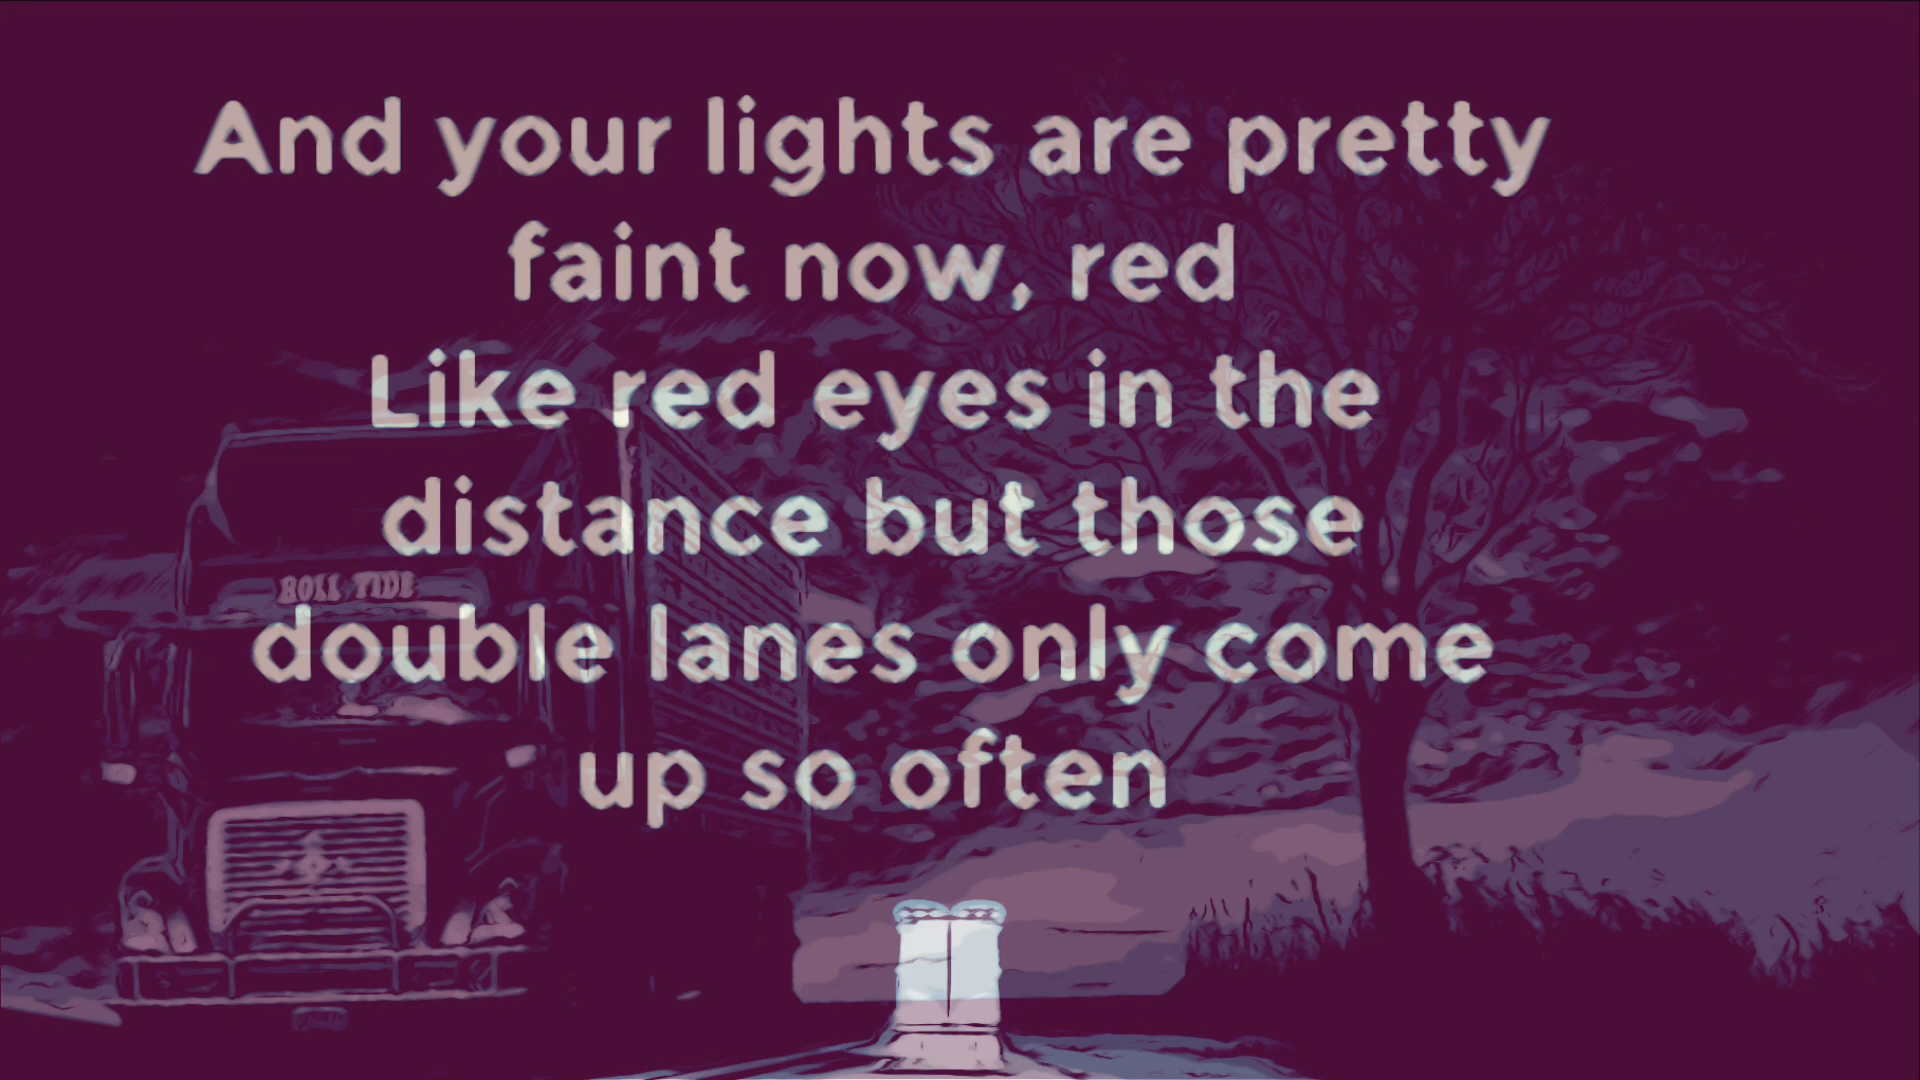 And your lights are pretty
faint now, red
Like red eyes in the
distance but those
ROLL TIDE
double lanes only come
up so often